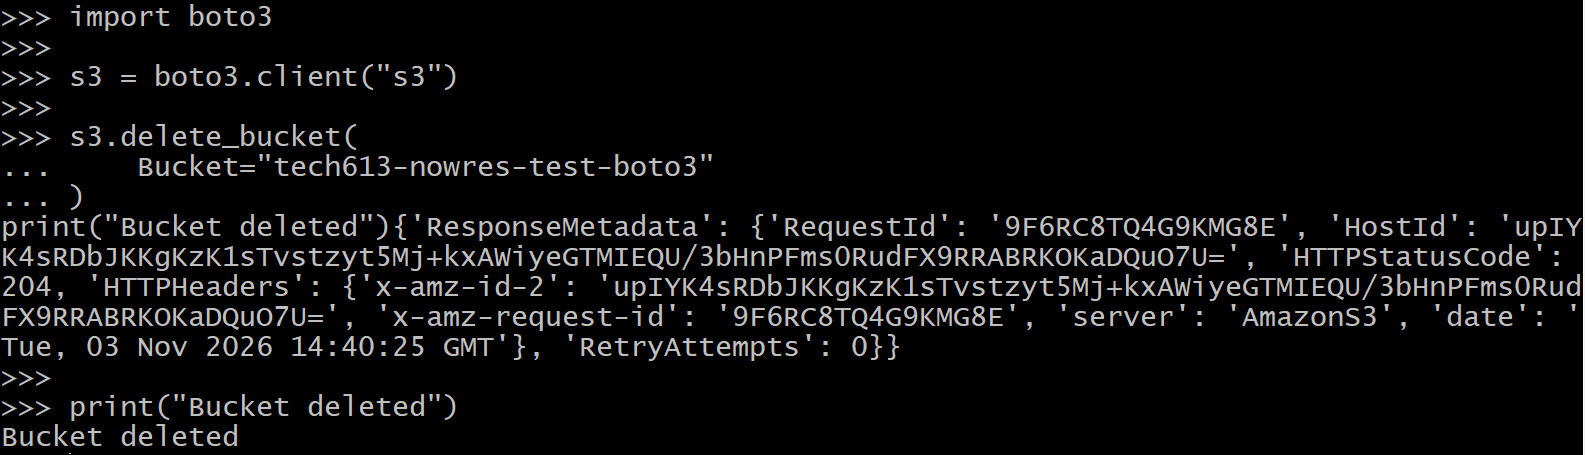 >>> import boto3
>>>
>>> s3 = boto3.client("s3")
>>>
>>> s3.delete_bucket(
...     Bucket="tech613-nowres-test-boto3"
... )
print("Bucket deleted"){'ResponseMetadata': {'RequestId': '9F6RC8TQ4G9KMG8E', 'HostId': 'upIY
K4sRDbJKKgKzK1sTvstzyt5Mj+kxAWiyeGTMIEQU/3bHnPFms0RudFX9RRABRKOKaDQuO7U=', 'HTTPStatusCode':
204, 'HTTPHeaders': {'x-amz-id-2': 'upIYK4sRDbJKKgKzK1sTvstzyt5Mj+kxAWiyeGTMIEQU/3bHnPFms0Rud
FX9RRABRKOKaDQuO7U=', 'x-amz-request-id': '9F6RC8TQ4G9KMG8E', 'server': 'AmazonS3', 'date': '
Tue, 03 Nov 2026 14:40:25 GMT'}, 'RetryAttempts': 0}}
>>>
>>> print("Bucket deleted")
Bucket deleted